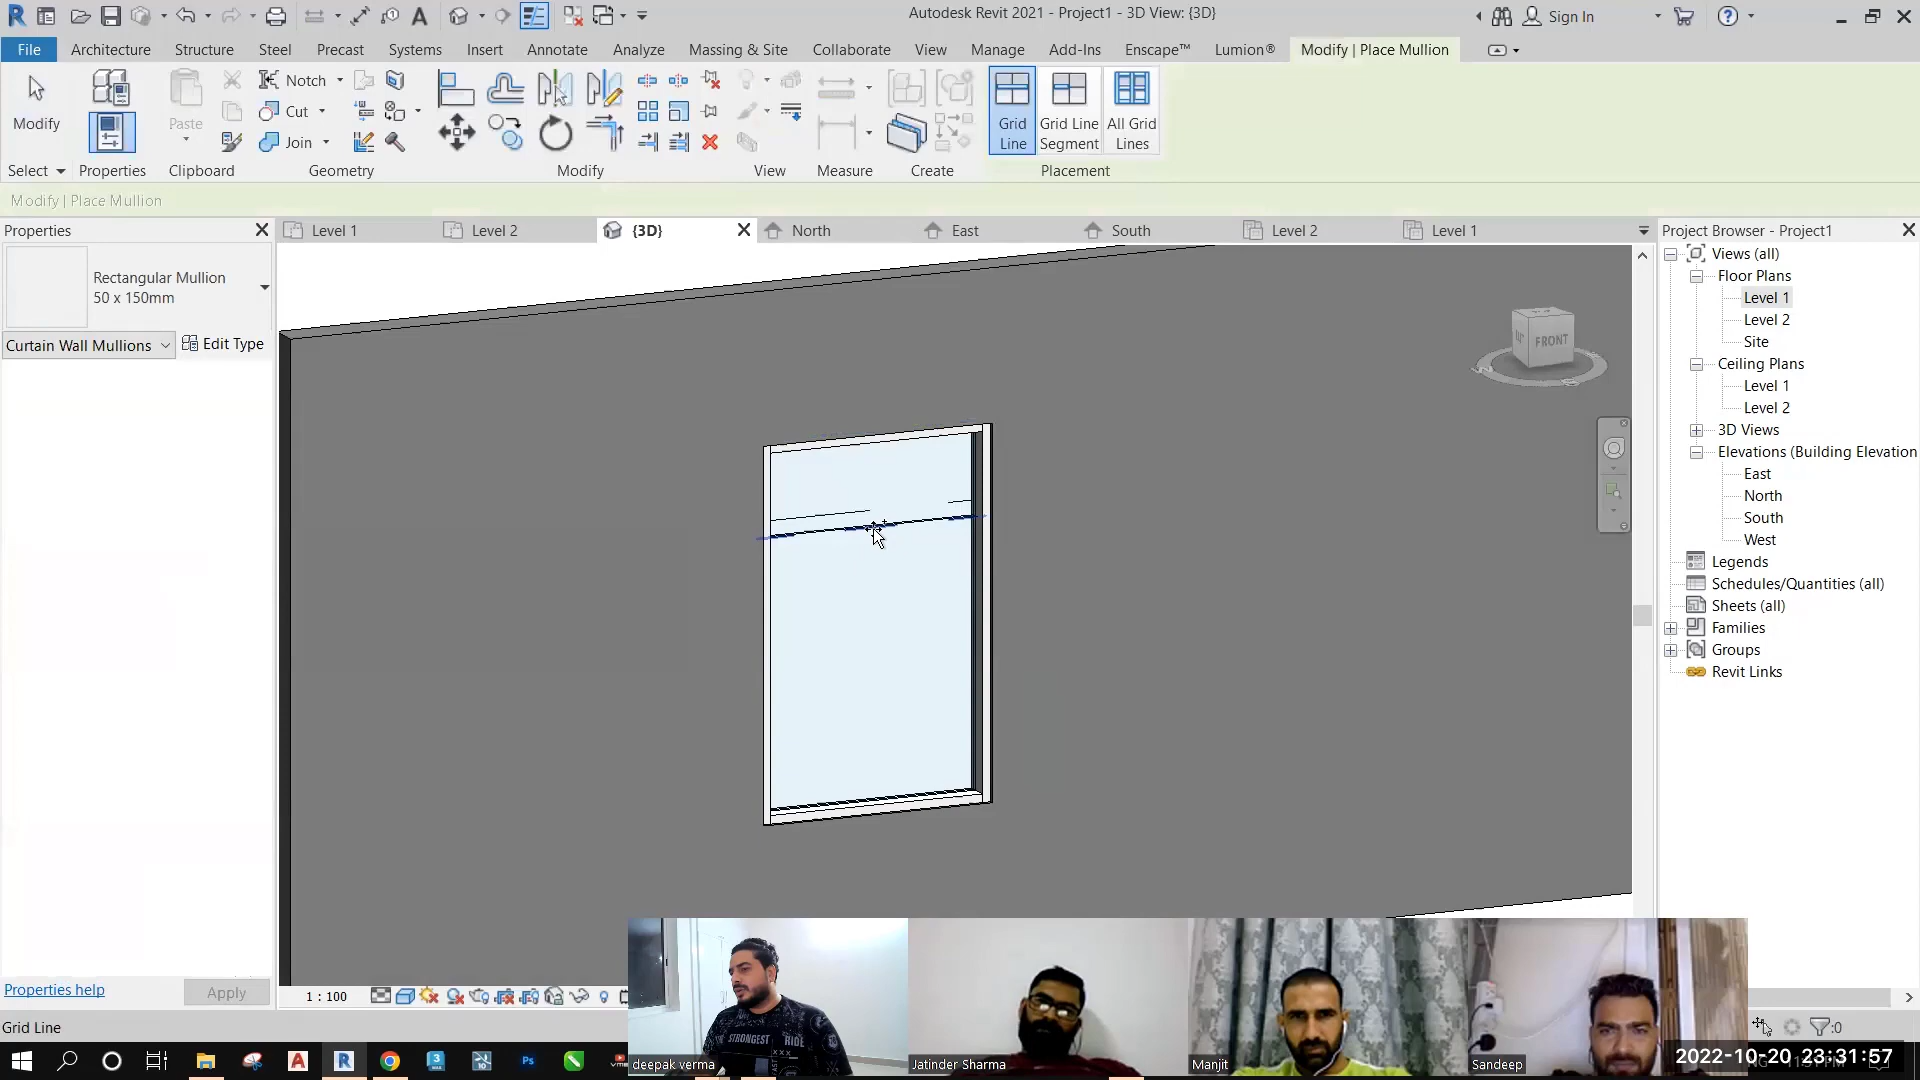 Autodesk Revit 2021 - Project1 - 3D View: {3D}
Sign In
File
Architecture
Structure
Steel
Precast
Systems
Insert
Annotate
Analyze
Massing & Site
Collaborate
View
Manage
Add-Ins
Enscape™
Lumion®
Modify | Place Mullion
Modify
Paste
Notch
Cut
Join
Grid Line
Grid Line Segment
All Grid Lines
Select
Properties
Clipboard
Geometry
Modify
View
Measure
Create
Placement
Modify | Place Mullion
Properties
Level 1
Level 2
{3D}
North
East
South
Level 2
Level 1
Project Browser - Project1
Rectangular Mullion
50 x 150mm
Curtain Wall Mullions
Edit Type
FRONT
Views (all)
Floor Plans
Level 1
Level 2
Site
Ceiling Plans
Level 1
Level 2
3D Views
Elevations (Building Elevation
East
North
South
West
Legends
Schedules/Quantities (all)
Sheets (all)
Families
Groups
Revit Links
Properties help
Apply
1 : 100
Grid Line
:0
STRONGEST RIDE
deepak verma
Jatinder Sharma
Manjit
Sandeep
2022-10-20 23:31:57